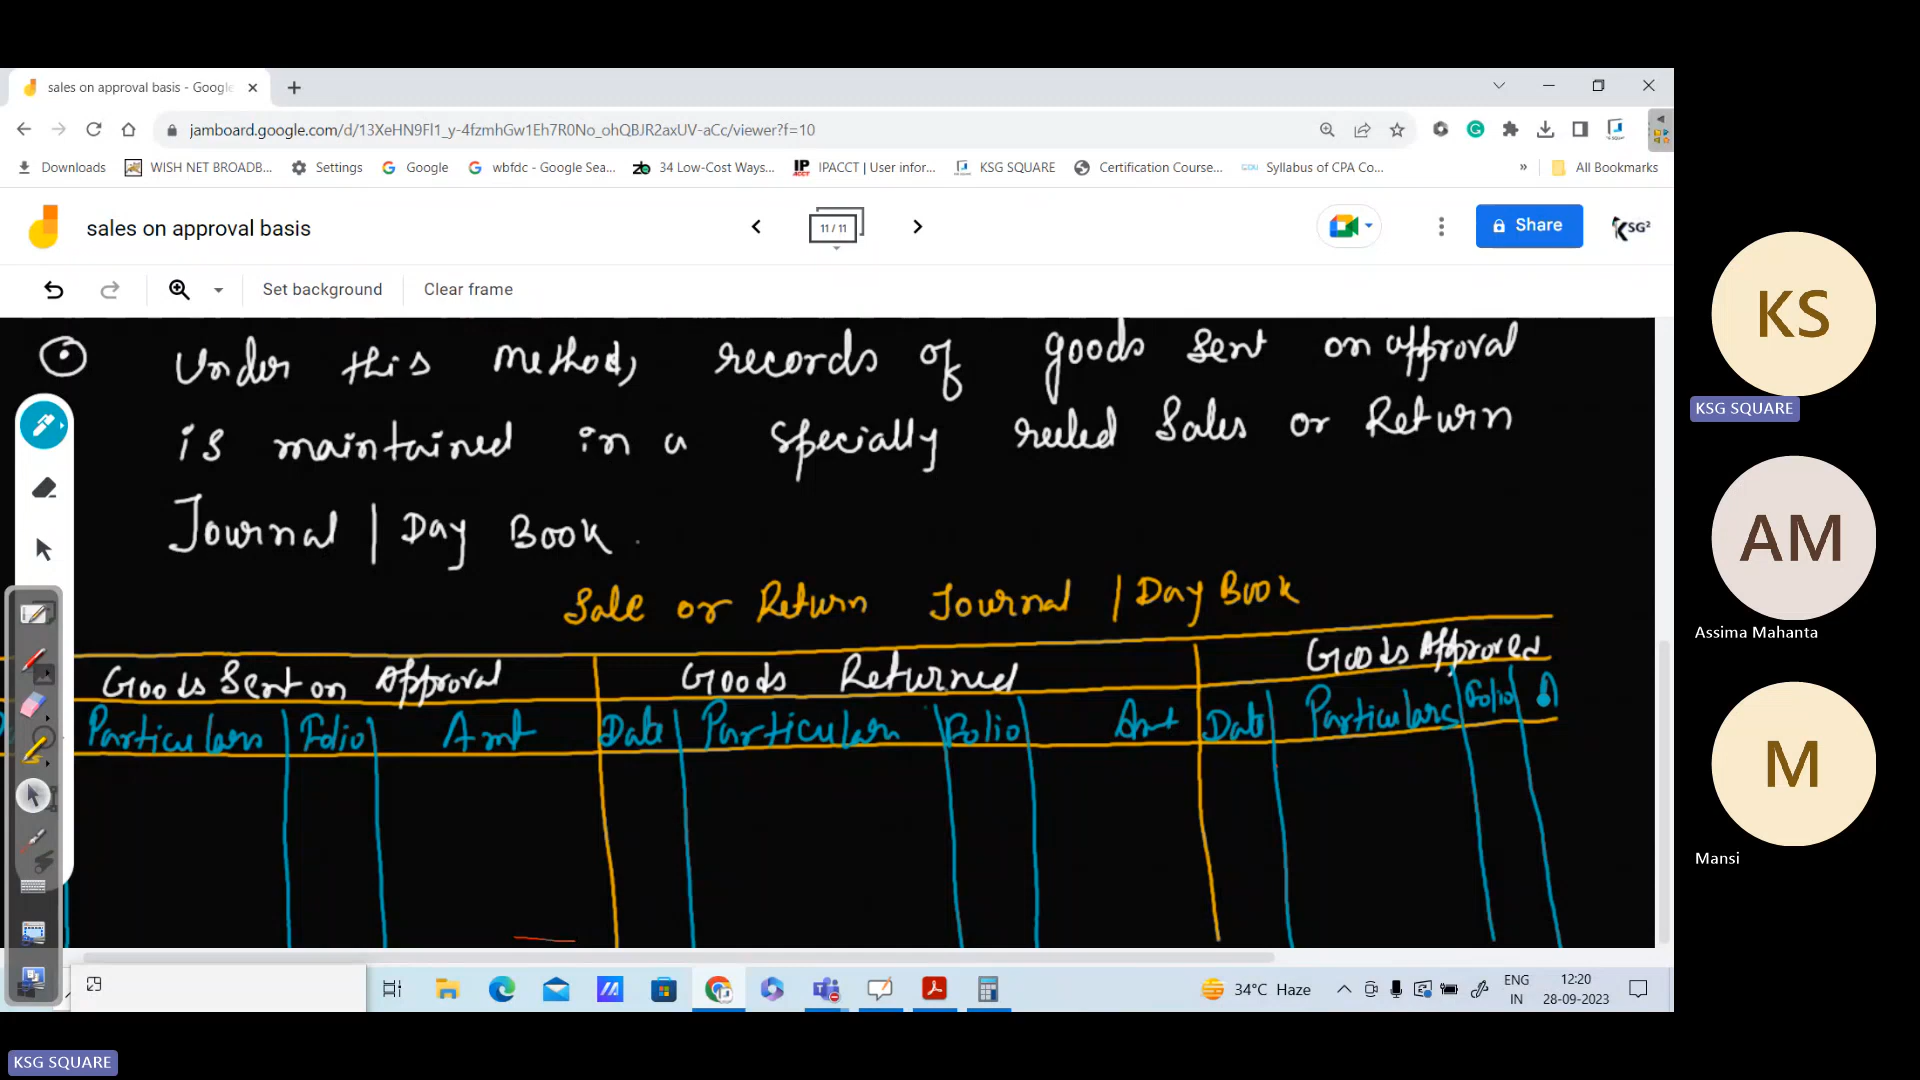 sales on approval basis - Google
jamboard.google.com/d/13XeHN9Fl1_y-4fzmhGw1Eh7R0No_ohQBJR2axUV-aCc/viewer?f=10
Downloads WISH NET BROADB... Settings Google wbfdc - Google Sea... 34 Low-Cost Ways... IPACCT | User infor... KSG SQUARE Certification Course... Syllabus of CPA Co... » All Bookmarks
sales on approval basis 11 / 11 Share KSG²
Set background Clear frame
Under this method, records of goods sent on approval
is maintained in a specially ruled Sales or Return
Journal | Day Book
Sale or Return Journal | Day Book
Goods Sent on Approval Goods Returned Goods Approved
Particulars Folio Amt Date Particulars Folio Amt Date Particulars Folio
34°C Haze ENG IN 12:20 28-09-2023
KS
KSG SQUARE
AM
Assima Mahanta
M
Mansi
KSG SQUARE